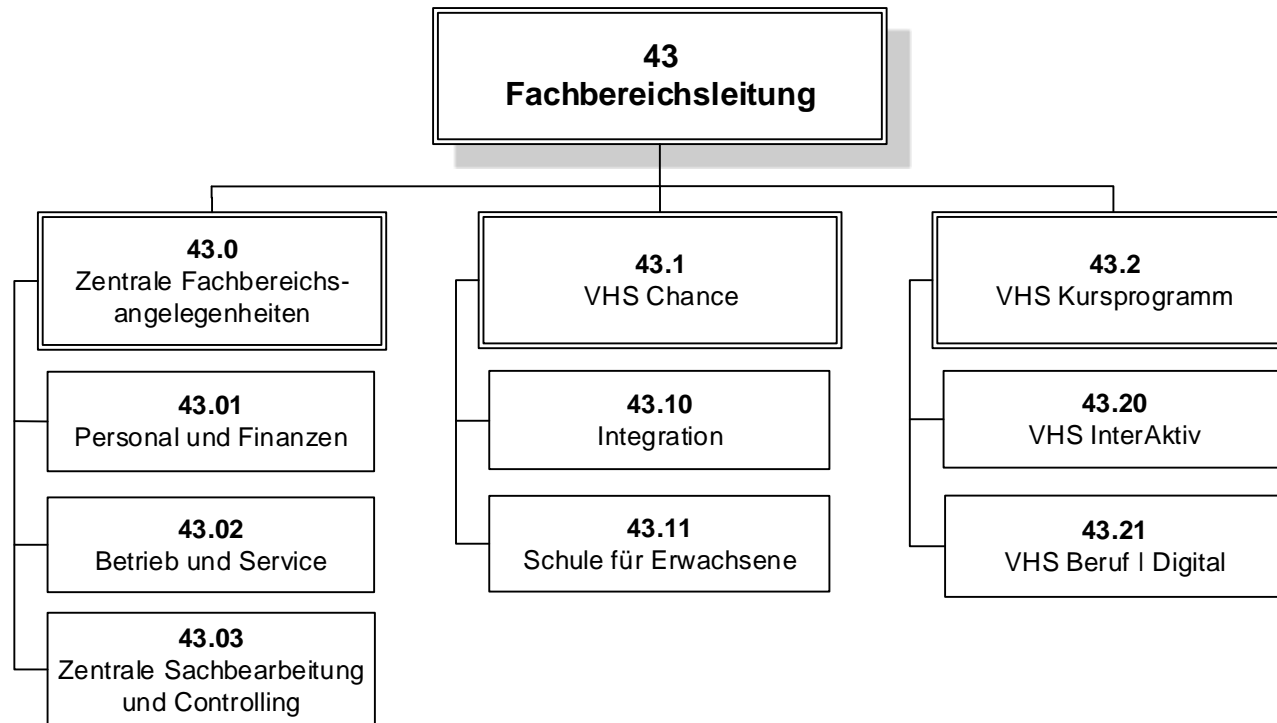 43
Fachbereichsleitung
43.0
Zentrale Fachbereichs-
angelegenheiten
43.01
Personal und Finanzen
43.02
Betrieb und Service
43.03
Zentrale Sachbearbeitung
und Controlling
43.1
VHS Chance
43.10
Integration
43.11
Schule für Erwachsene
43.2
VHS Kursprogramm
43.20
VHS InterAktiv
43.21
VHS Beruf I Digital